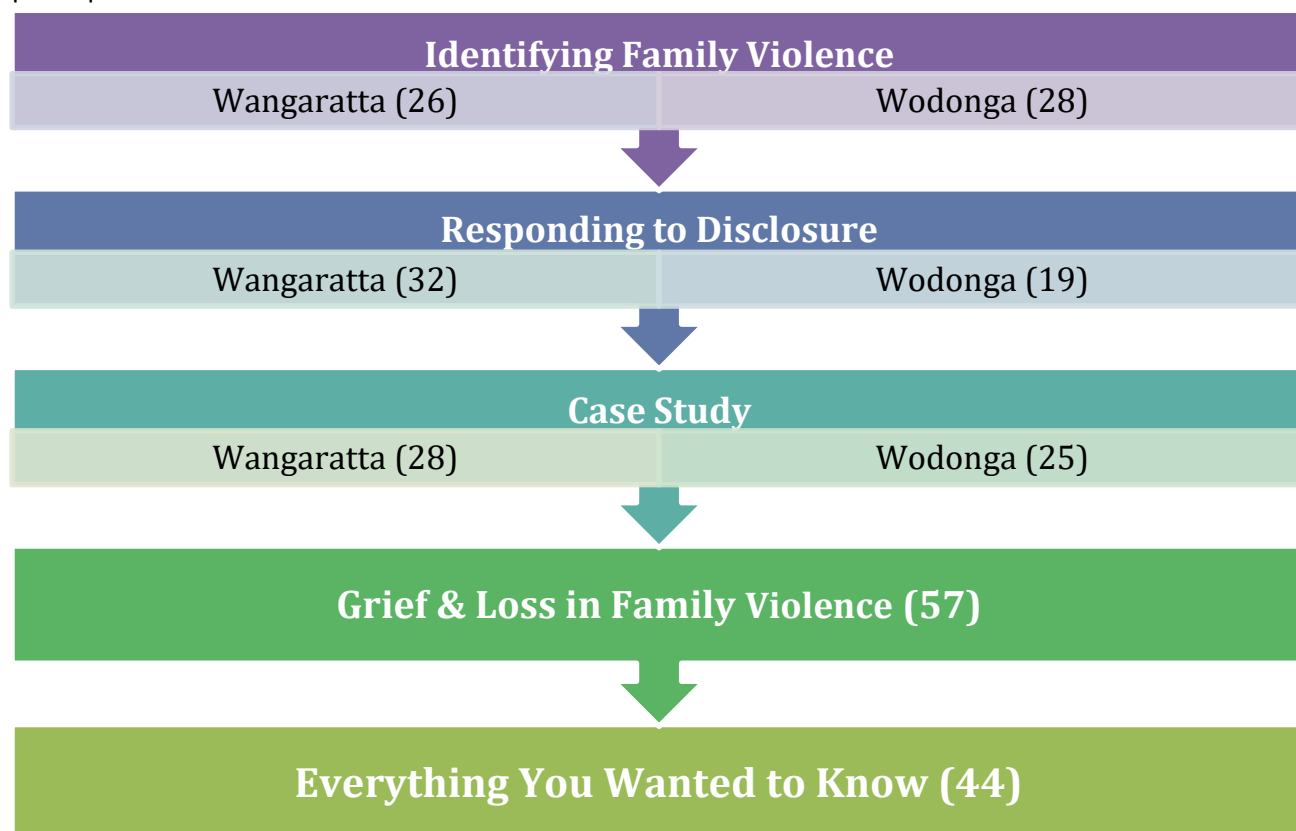 Identifying Family Violence
Wangaratta (26) Wodonga (28)
Responding to Disclosure
Wangaratta (32) Wodonga (19)
Case Study
Wangaratta (28) Wodonga (25)
Grief & Loss in Family Violence (57)
Everything You Wanted to Know (44)